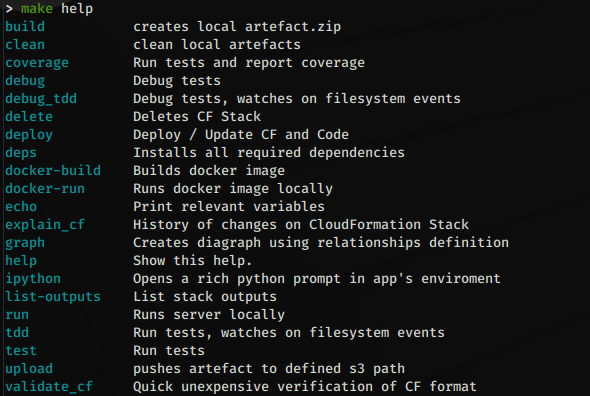 > make help
build creates local artefact.zip
clean clean local artefacts
coverage Run tests and report coverage
debug Debug tests
debug_tdd Debug tests, watches on filesystem events
delete Deletes CF Stack
deploy Deploy / Update CF and Code
deps Installs all required dependencies
docker-build Builds docker image
docker-run Runs docker image locally
echo Print relevant variables
explain_cf History of changes on CloudFormation Stack
graph Creates diagraph using relationships definition
help Show this help.
ipython Opens a rich python prompt in app's enviroment
list-outputs List stack outputs
run Runs server locally
tdd Run tests, watches on filesystem events
test Run tests
upload pushes artefact to defined s3 path
validate_cf Quick unexpensive verification of CF format